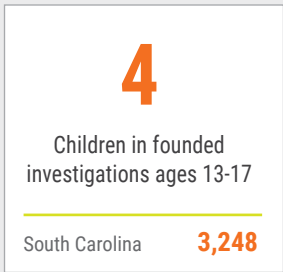 4
Children in founded
investigations ages 13-17
South Carolina 3,248